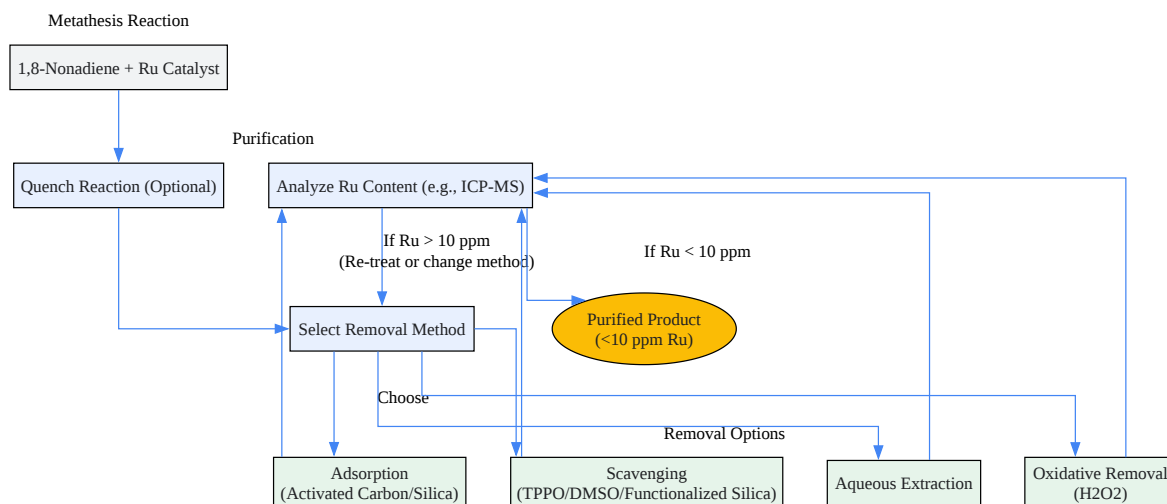 Metathesis Reaction
1,8-Nonadiene + Ru Catalyst
Purification
Quench Reaction (Optional)
Analyze Ru Content (e.g., ICP-MS)
If Ru > 10 ppm
(Re-treat or change method)
If Ru < 10 ppm
Select Removal Method
Purified Product
(<10 ppm Ru)
Choose
Removal Options
Adsorption
(Activated Carbon/Silica)
Scavenging
(TPPO/DMSO/Functionalized Silica)
Aqueous Extraction
Oxidative Removal
(H2O2)